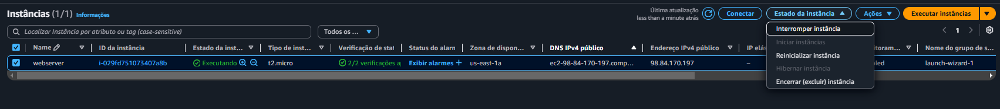 Instâncias (1/1) Informações
Última atualização
less than a minute atrás
Conectar
Estado da instância
Ações
Executar instâncias
Localizar Instância por atributo ou tag (case-sensitive)
Todos os ...
1
Interromper instância
Iniciar instâncias
Reinicializar instância
Hibernar instância
Encerrar (excluir) instância
Name
ID da instância
Estado da inst...
Tipo de inst...
Verificação de stat
Status do alarn
Zona de dispon...
DNS IPv4 público
Endereço IPv4 público
IP elás
itoram...
Nome do grupo de s...
webserver
i-029fd751073407a8b
Executando
t2.micro
2/2 verificações a
Exibir alarmes +
us-east-1a
ec2-98-84-170-197.comp...
98.84.170.197
–
led
launch-wizard-1